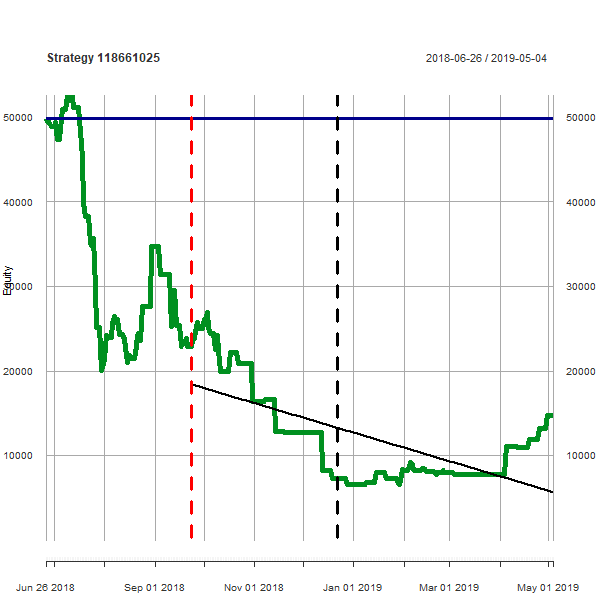 Strategy 118661025
2018-06-26 / 2019-05-04
50000
50000
40000
40000
Equity
30000
30000
20000
20000
10000
10000
Jun 26 2018
Sep 01 2018
Nov 01 2018
Jan 01 2019
Mar 01 2019
May 01 2019